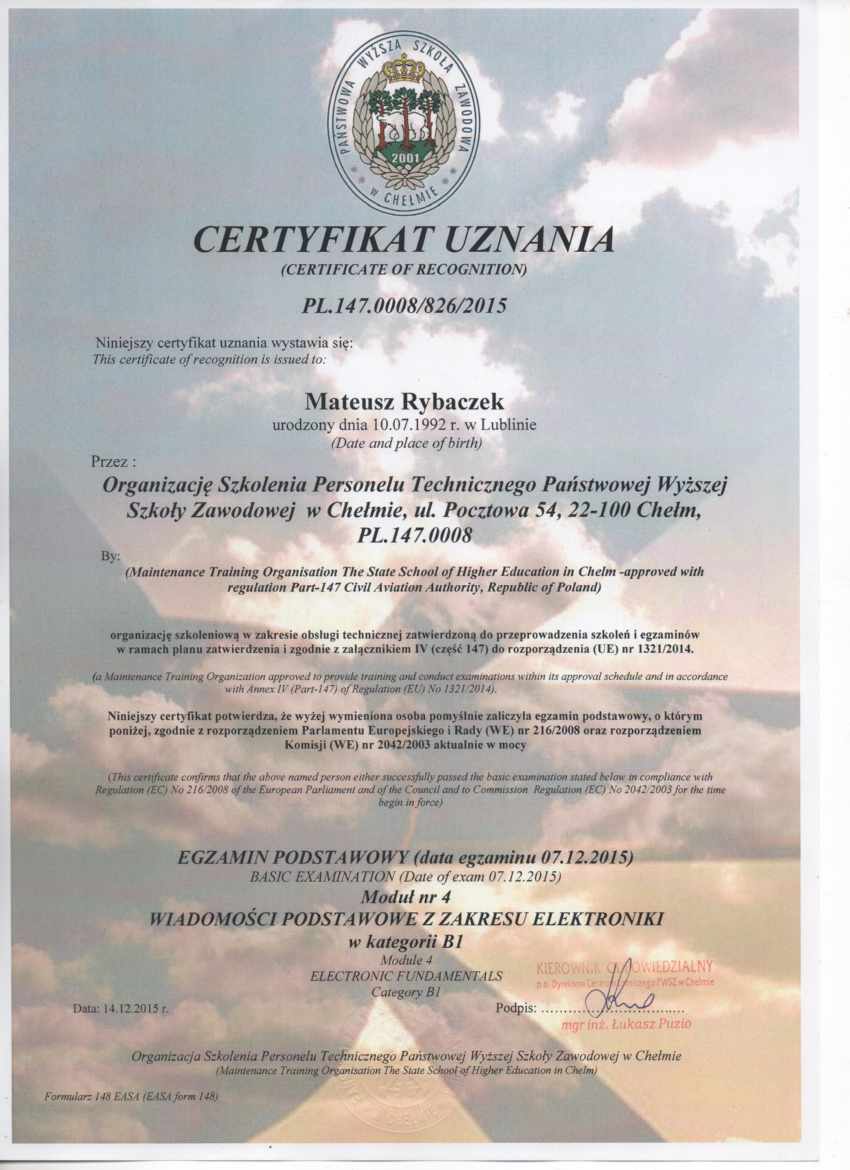 PAŃSTWOWA WYŻSZA SZKOŁA ZAWODOWA
W CHEŁMIE
2001
CERTYFIKAT UZNANIA
(CERTIFICATE OF RECOGNITION)
PL.147.0008/826/2015
Niniejszy certyfikat uznania wystawia się:
This certificate of recognition is issued to:
Mateusz Rybaczek
urodzony dnia 10.07.1992 r. w Lublinie
(Date and place of birth)
Przez :
Organizację Szkolenia Personelu Technicznego Państwowej Wyższej
Szkoły Zawodowej w Chełmie, ul. Pocztowa 54, 22-100 Chełm,
PL.147.0008
By:
(Maintenance Training Organisation The State School of Higher Education in Chelm -approved with
regulation Part-147 Civil Aviation Authority, Republic of Poland)
organizację szkoleniową w zakresie obsługi technicznej zatwierdzoną do przeprowadzenia szkoleń i egzaminów
w ramach planu zatwierdzenia i zgodnie z załącznikiem IV (część 147) do rozporządzenia (UE) nr 1321/2014.
(a Maintenance Training Organization approved to provide training and conduct examinations within its approval schedule and in accordance
with Annex IV (Part-147) of Regulation (EU) No 1321/2014).
Niniejszy certyfikat potwierdza, że wyżej wymieniona osoba pomyślnie zaliczyła egzamin podstawowy, o którym
poniżej, zgodnie z rozporządzeniem Parlamentu Europejskiego i Rady (WE) nr 216/2008 oraz rozporządzeniem
Komisji (WE) nr 2042/2003 aktualnie w mocy
(This certificate confirms that the above named person either successfully passed the basic examination stated below in compliance with
Regulation (EC) No 216/2008 of the European Parliament and of the Council and to Commission Regulation (EC) No 2042/2003 for the time
begin in force)
EGZAMIN PODSTAWOWY (data egzaminu 07.12.2015)
BASIC EXAMINATION (Date of exam 07.12.2015)
Moduł nr 4
WIADOMOŚCI PODSTAWOWE Z ZAKRESU ELEKTRONIKI
w kategorii B1
Module 4
ELECTRONIC FUNDAMENTALS
Category B1
KIEROWNIK ODPOWIEDZIALNY
p.o. Dyrektora PWSZ w Chełmie
Data: 14.12.2015 r.
Podpis: ..............................
mgr inż. Łukasz Puzio
Organizacja Szkolenia Personelu Technicznego Państwowej Wyższej Szkoły Zawodowej w Chełmie
(Maintenance Training Organisation The State School of Higher Education in Chelm)
Formularz 148 EASA (EASA form 148)